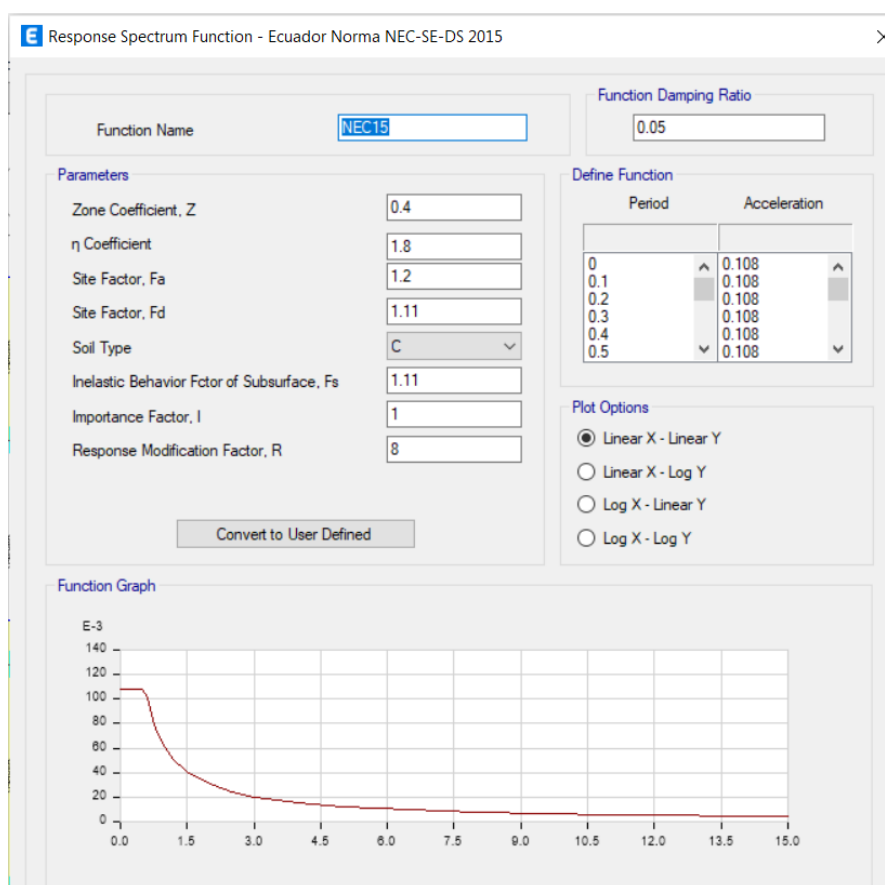 E Response Spectrum Function - Ecuador Norma NEC-SE-DS 2015
Function Name NEC15
Function Damping Ratio
0.05
Parameters
Zone Coefficient, Z 0.4
η Coefficient 1.8
Site Factor, Fa 1.2
Site Factor, Fd 1.11
Soil Type C
Inelastic Behavior Fctor of Subsurface, Fs 1.11
Importance Factor, I 1
Response Modification Factor, R 8
Convert to User Defined
Define Function
Period Acceleration
0 0.108
0.1 0.108
0.2 0.108
0.3 0.108
0.4 0.108
0.5 0.108
Plot Options
Linear X - Linear Y
Linear X - Log Y
Log X - Linear Y
Log X - Log Y
Function Graph
E-3
140
120
100
80
60
40
20
0
0.0 1.5 3.0 4.5 6.0 7.5 9.0 10.5 12.0 13.5 15.0